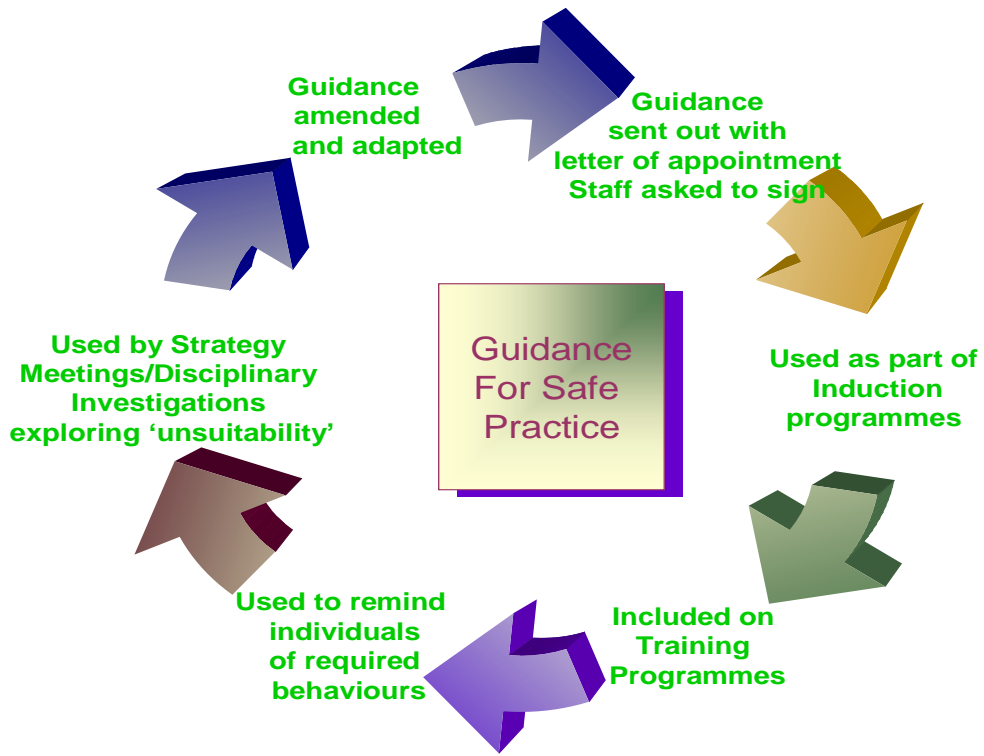 Guidance
amended
and adapted
Guidance
sent out with
letter of appointment
Staff asked to sign
Used as part of
Induction
programmes
Included on
Training
Programmes
Used to remind
individuals
of required
behaviours
Used by Strategy
Meetings/Disciplinary
Investigations
exploring ‘unsuitability’
Guidance
For Safe
Practice